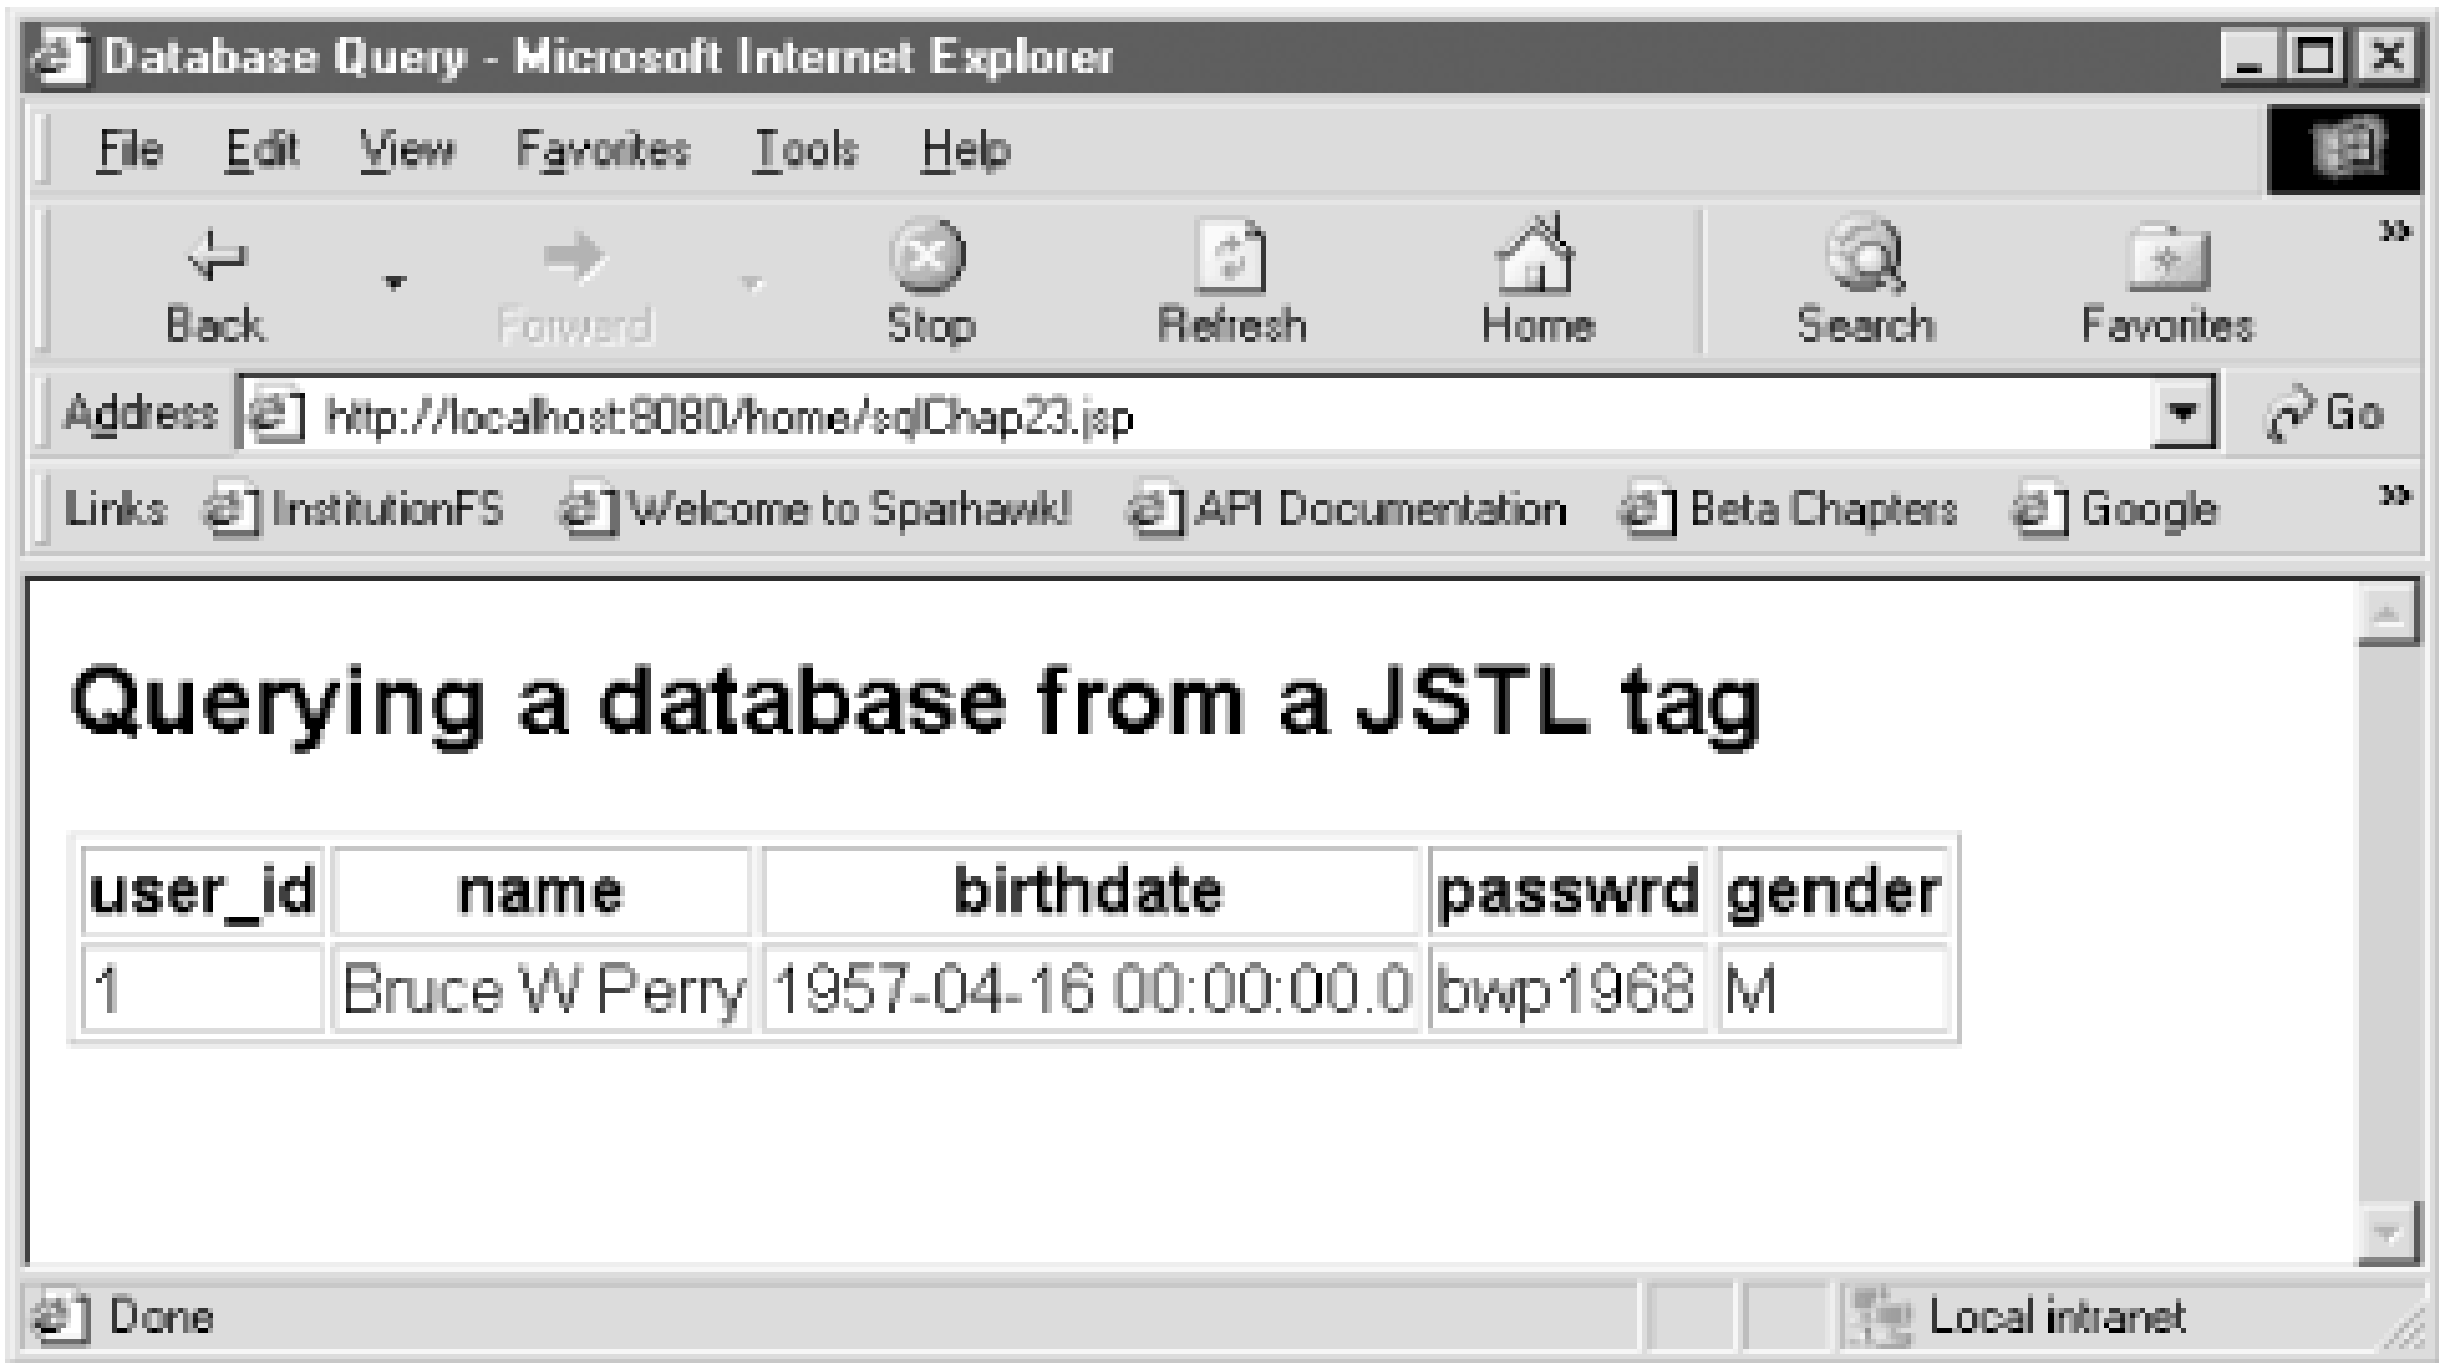 Database Query - Microsoft Internet Explorer
File Edit View Favorites Tools Help
Back Forward Stop Refresh Home Search Favorites »
Address http://localhost:8080/home/sqlChap23.jsp Go
Links InstitutionFS Welcome to Sparhawk! API Documentation Beta Chapters Google »
Querying a database from a JSTL tag
user_id name birthdate passwrd gender
1 Bruce W Perry 1957-04-16 00:00:00.0 bwp1968 M
Done Local intranet